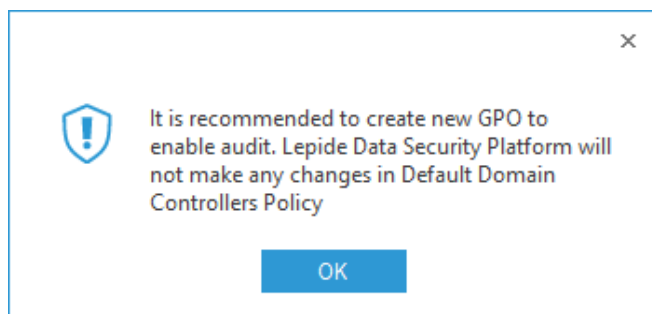 It is recommended to create new GPO to
enable audit. Lepide Data Security Platform will
not make any changes in Default Domain
Controllers Policy
OK